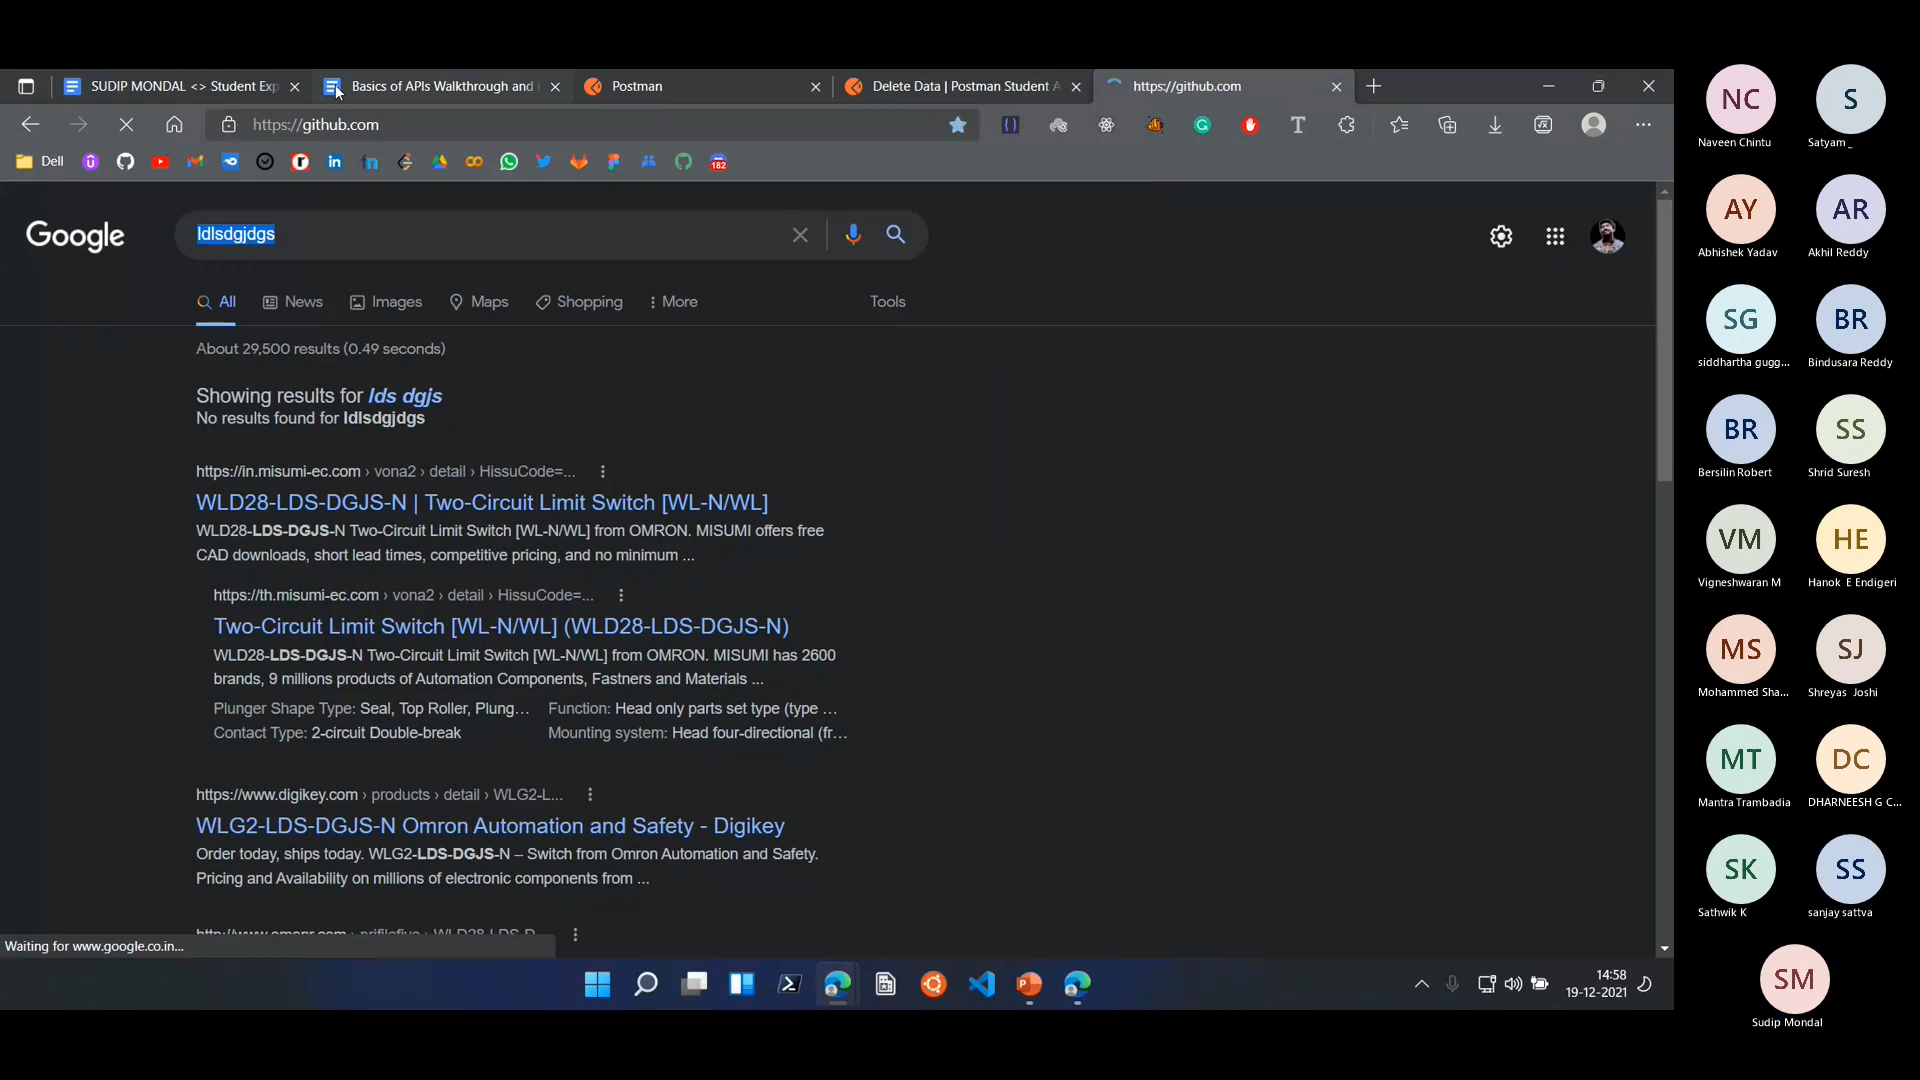 SUDIP MONDAL <> Student Exp
Basics of APIs Walkthrough and
Postman
Delete Data | Postman Student A
https://github.com
https://github.com
Dell
182
Google
ldlsdgjdgs
All
News
Images
Maps
Shopping
More
Tools
About 29,500 results (0.49 seconds)
Showing results for lds dgjs
No results found for ldlsdgjdgs
https://in.misumi-ec.com › vona2 › detail › HissuCode=...
WLD28-LDS-DGJS-N | Two-Circuit Limit Switch [WL-N/WL]
WLD28-LDS-DGJS-N Two-Circuit Limit Switch [WL-N/WL] from OMRON. MISUMI offers free
CAD downloads, short lead times, competitive pricing, and no minimum ...
https://th.misumi-ec.com › vona2 › detail › HissuCode=...
Two-Circuit Limit Switch [WL-N/WL] (WLD28-LDS-DGJS-N)
WLD28-LDS-DGJS-N Two-Circuit Limit Switch [WL-N/WL] from OMRON. MISUMI has 2600
brands, 9 millions products of Automation Components, Fastners and Materials ...
Plunger Shape Type: Seal, Top Roller, Plung... Function: Head only parts set type (type ...
Contact Type: 2-circuit Double-break Mounting system: Head four-directional (fr...
https://www.digikey.com › products › detail › WLG2-L...
WLG2-LDS-DGJS-N Omron Automation and Safety - Digikey
Order today, ships today. WLG2-LDS-DGJS-N – Switch from Omron Automation and Safety.
Pricing and Availability on millions of electronic components from ...
Waiting for www.google.co.in...
14:58
19-12-2021
NC
Naveen Chintu
S
Satyam _
AY
Abhishek Yadav
AR
Akhil Reddy
SG
siddhartha gugg...
BR
Bindusara Reddy
BR
Bersilin Robert
SS
Shrid Suresh
VM
Vigneshwaran M
HE
Hanok E Endigeri
MS
Mohammed Sha...
SJ
Shreyas Joshi
MT
Mantra Trambadia
DC
DHARNEESH G C...
SK
Sathwik K
SS
sanjay sattva
SM
Sudip Mondal